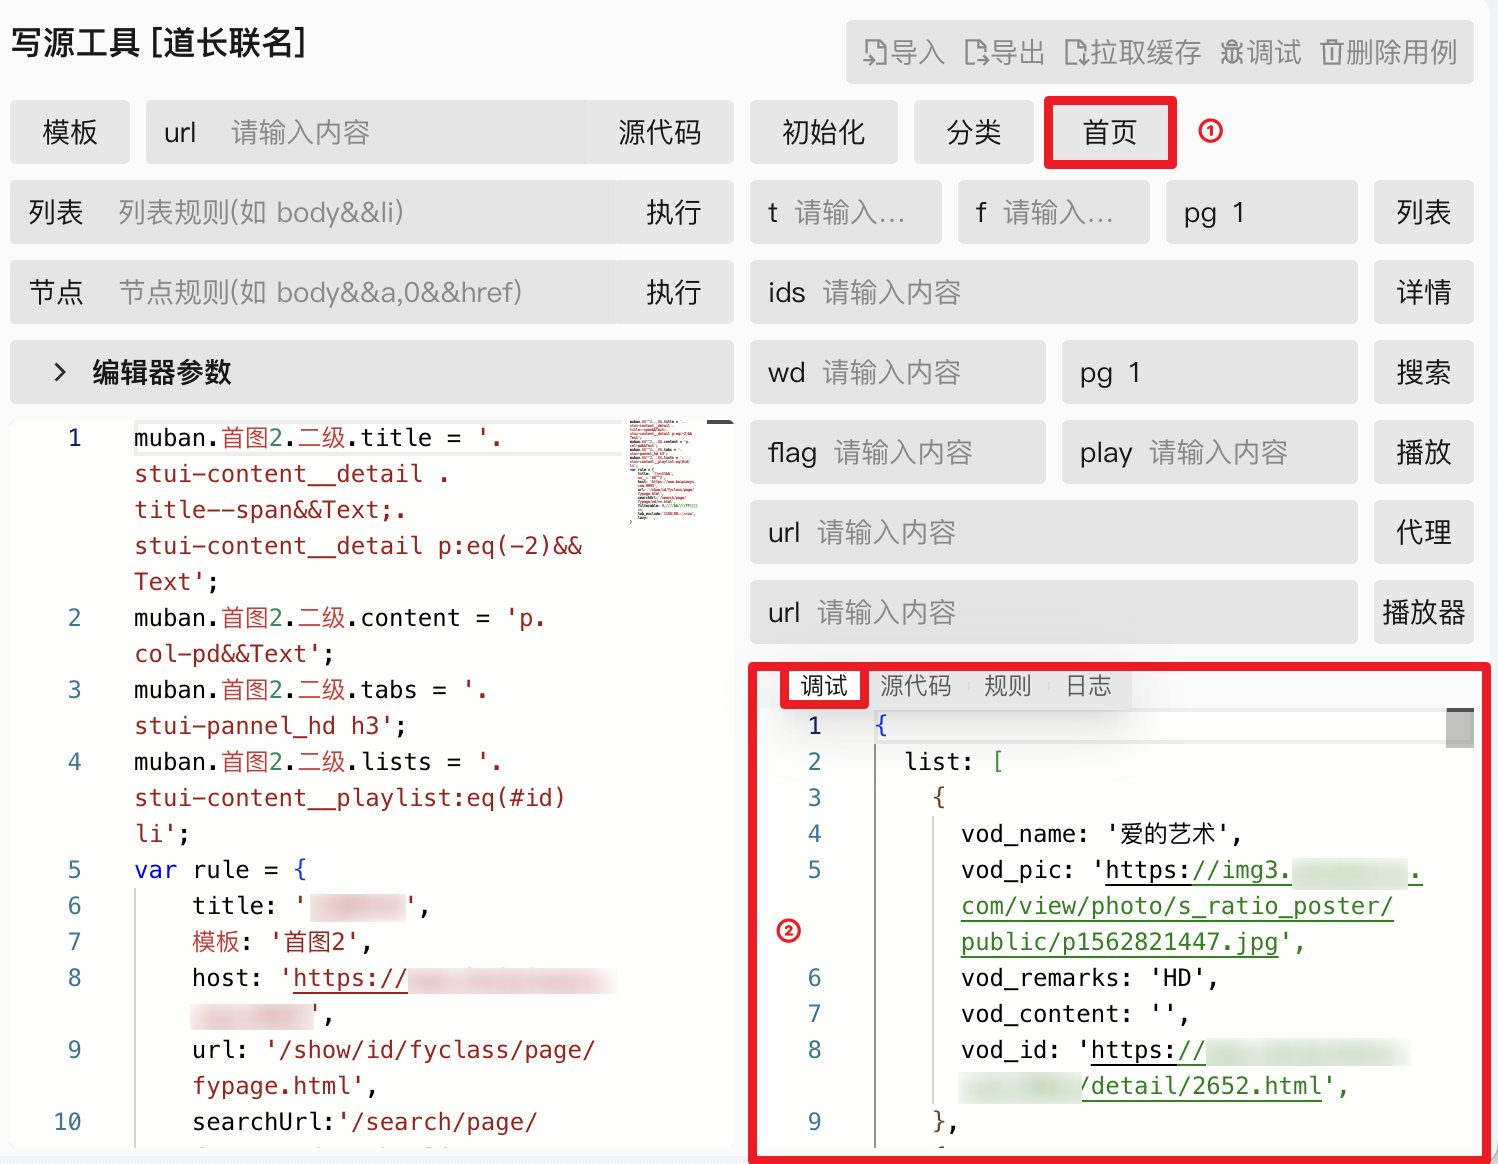 写源工具 [道长联名]
导入 导出 拉取缓存 调试 删除用例
模板 url 请输入内容 源代码 初始化 分类 首页 ①
列表 列表规则(如 body&&li) 执行 t 请输入... f 请输入... pg 1 列表
节点 节点规则(如 body&&a,0&&href) 执行 ids 请输入内容 详情
编辑器参数 wd 请输入内容 pg 1 搜索
flag 请输入内容 play 请输入内容 播放
url 请输入内容 代理
url 请输入内容 播放器
1 muban.首图2.二级.title = '.
stui-content__detail .
title--span&&Text;.
stui-content__detail p:eq(-2)&&
Text';
2 muban.首图2.二级.content = 'p.
col-pd&&Text';
3 muban.首图2.二级.tabs = '.
stui-pannel_hd h3';
4 muban.首图2.二级.lists = '.
stui-content__playlist:eq(#id)
li';
5 var rule = {
6 title: '',
7 模板: '首图2',
8 host: 'https://
',
9 url: '/show/id/fyclass/page/
fypage.html',
10 searchUrl:'/search/page/
调试 源代码 规则 日志
1 {
2 list: [
3 {
4 vod_name: '爱的艺术',
5 vod_pic: 'https://img3.
.
com/view/photo/s_ratio_poster/
public/p1562821447.jpg',
②
6 vod_remarks: 'HD',
7 vod_content: '',
8 vod_id: 'https://
/detail/2652.html',
9 },